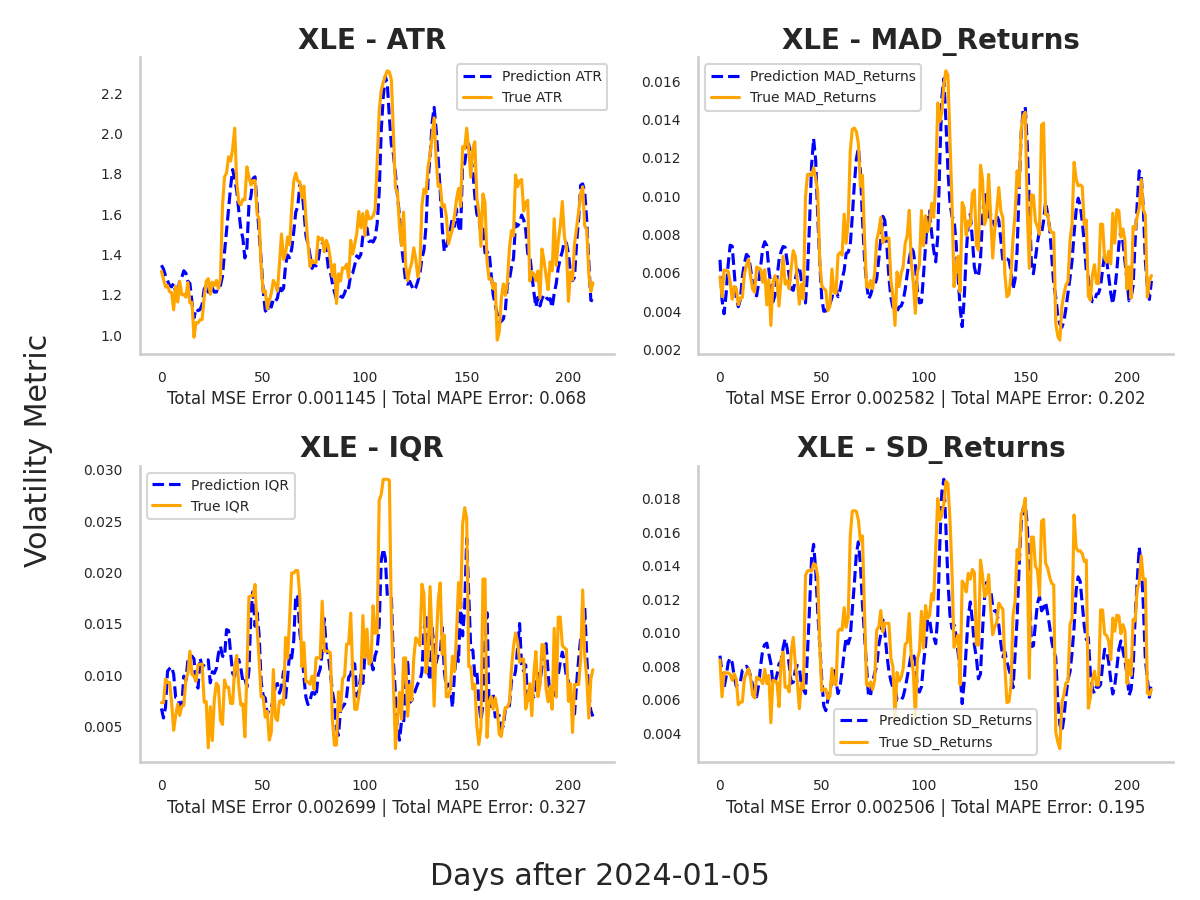 XLE - ATR
Prediction ATR
True ATR
2.2
2.0
1.8
1.6
1.4
1.2
1.0
0
50
100
150
200
Total MSE Error 0.001145 | Total MAPE Error: 0.068
XLE - MAD_Returns
Prediction MAD_Returns
True MAD_Returns
0.016
0.014
0.012
0.010
0.008
0.006
0.004
0.002
0
50
100
150
200
Total MSE Error 0.002582 | Total MAPE Error: 0.202
Volatility Metric
XLE - IQR
Prediction IQR
True IQR
0.030
0.025
0.020
0.015
0.010
0.005
0
50
100
150
200
Total MSE Error 0.002699 | Total MAPE Error: 0.327
XLE - SD_Returns
0.018
0.016
0.014
0.012
0.010
0.008
0.006
0.004
Prediction SD_Returns
True SD_Returns
0
50
100
150
200
Total MSE Error 0.002506 | Total MAPE Error: 0.195
Days after 2024-01-05